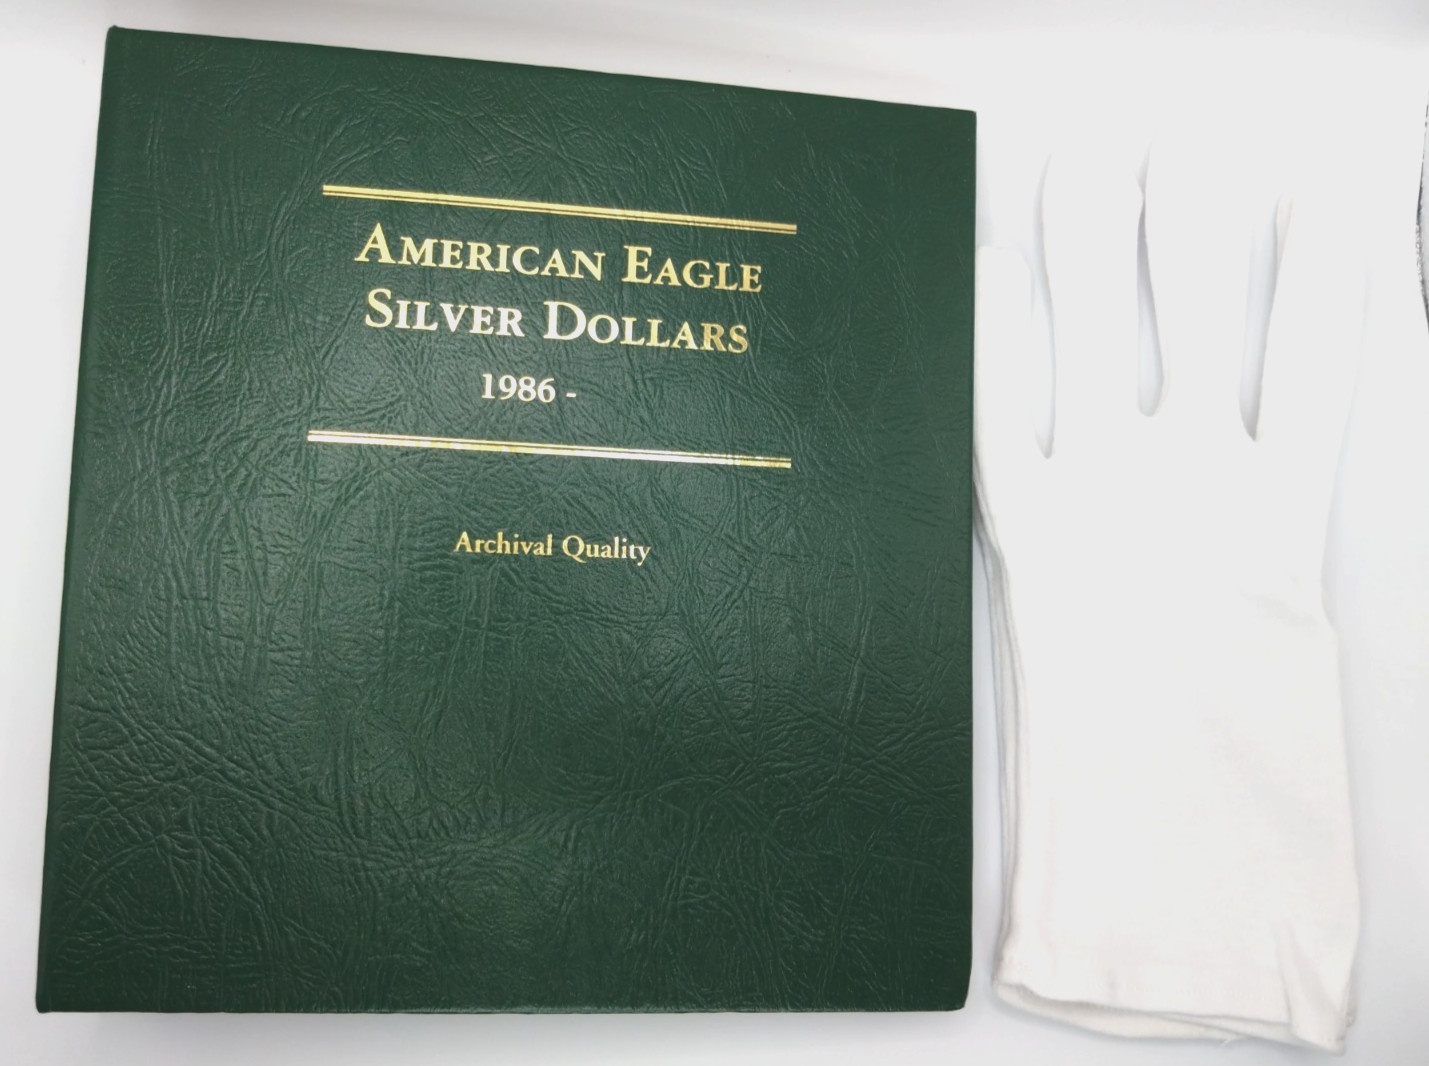 American Eagle
Silver Dollars
1986 -
Archival Quality